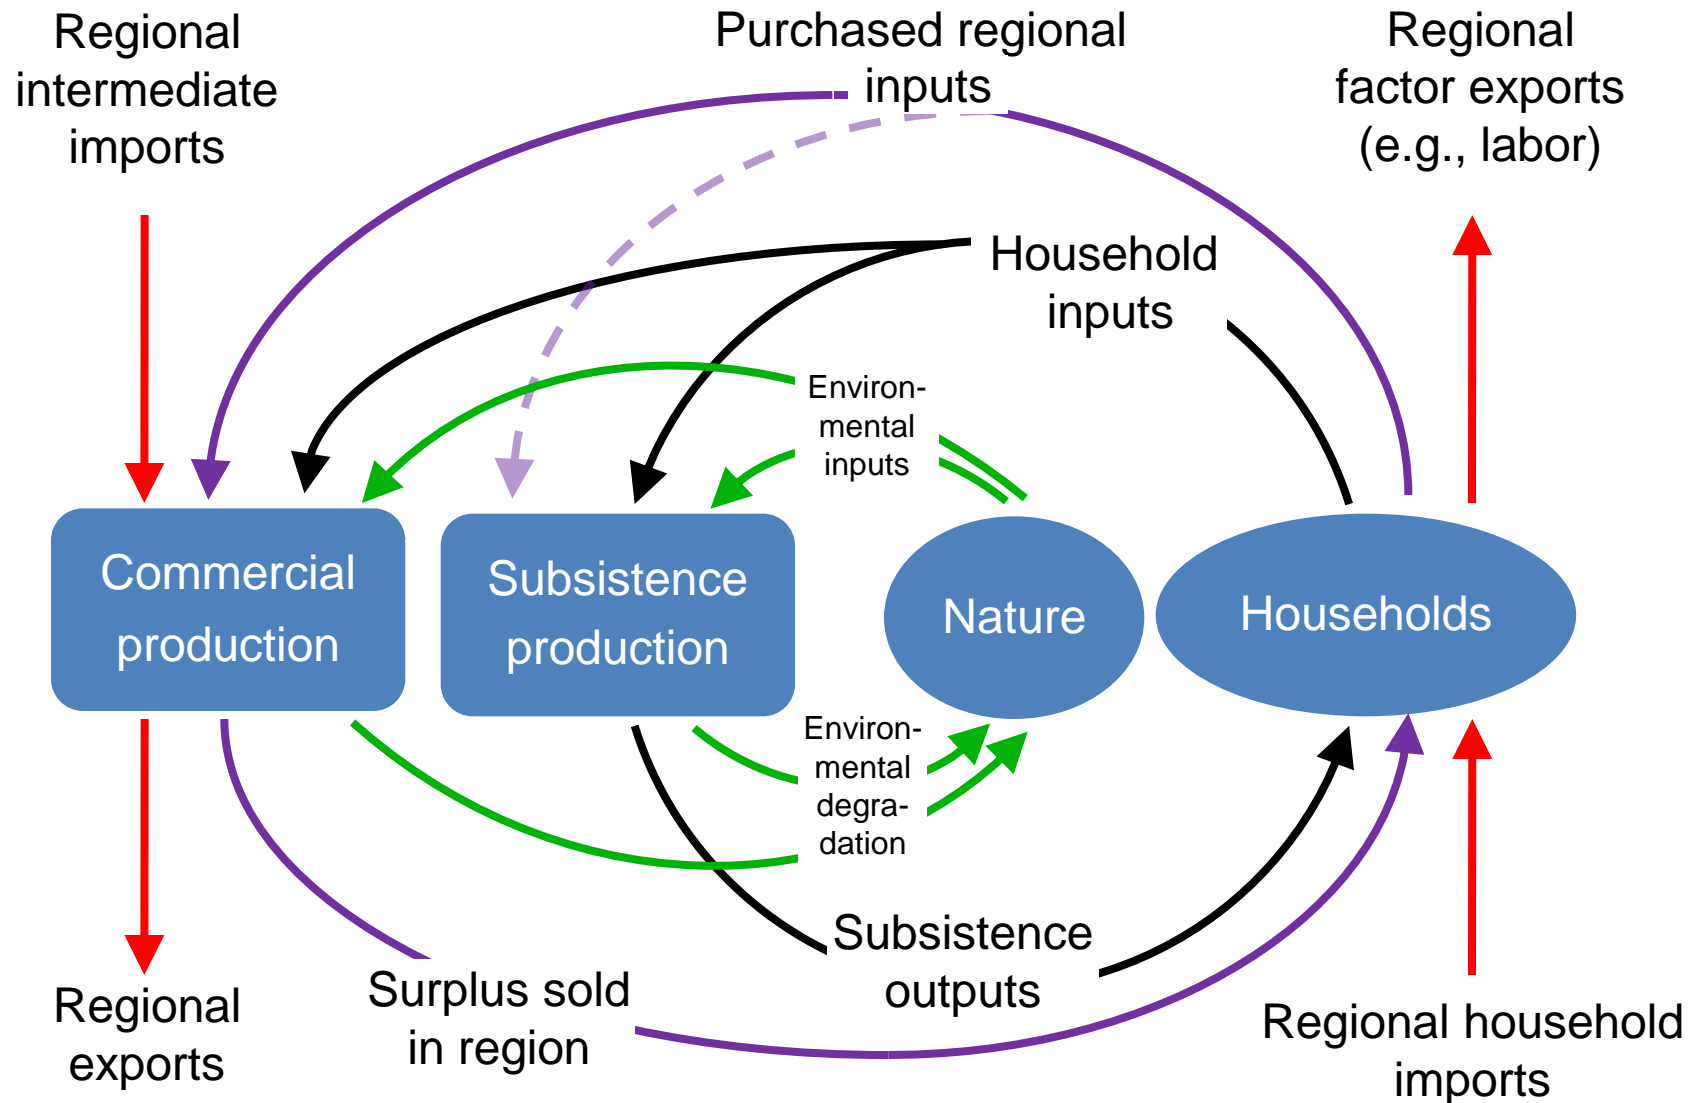 Regional
intermediate
imports
Purchased regional
inputs
Regional
factor exports
(e.g., labor)
Household
inputs
Environ-
mental
inputs
Commercial
production
Subsistence
production
Nature
Households
Environ-
mental
degra-
dation
Subsistence
outputs
Surplus sold
in region
Regional
exports
Regional household
imports